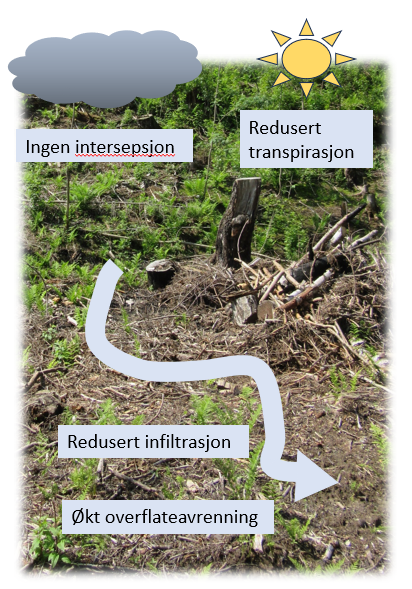 Ingen intersepsjon
Redusert
transpirasjon
Redusert infiltrasjon
Økt overflateavrenning